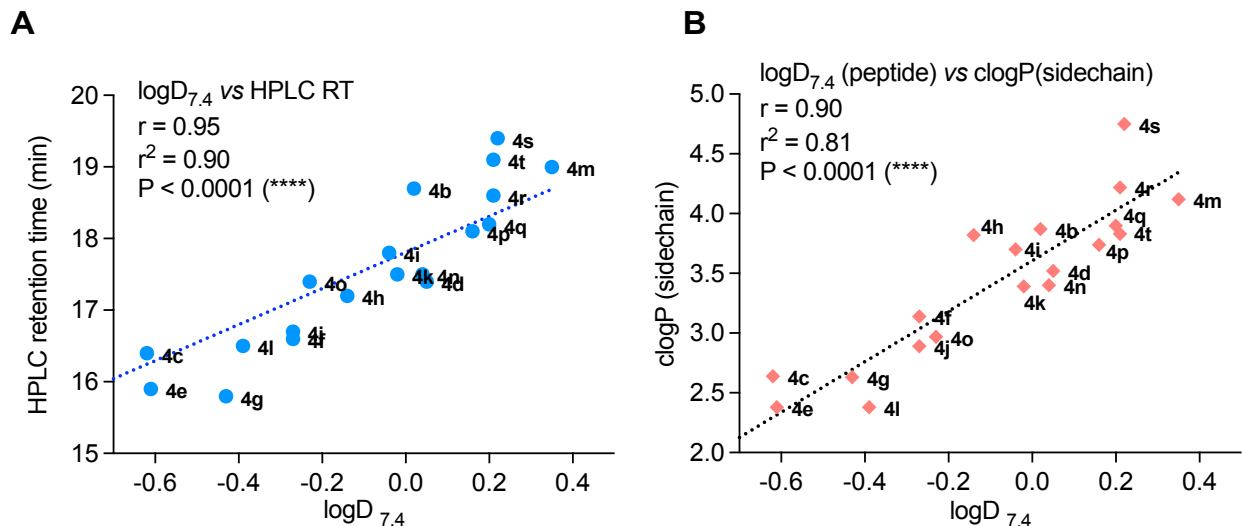 A
logD7.4 vs HPLC RT
r = 0.95
r2 = 0.90
P < 0.0001 (****)
HPLC retention time (min)
20
19
18
17
16
15
4s
4t
4m
4b
4r
4q
4p
4i
4k
4n
4d
4o
4h
4j
4f
4l
4c
4e
4g
-0.6
-0.4
-0.2
0.0
0.2
0.4
logD 7.4
B
logD7.4 (peptide) vs clogP(sidechain)
r = 0.90
r2 = 0.81
P < 0.0001 (****)
clogP (sidechain)
5.0
4.5
4.0
3.5
3.0
2.5
2.0
4s
4r
4m
4q
4t
4h
4b
4p
4i
4d
4k
4n
4f
4o
4j
4c
4g
4e
4l
-0.6
-0.4
-0.2
0.0
0.2
0.4
logD 7.4